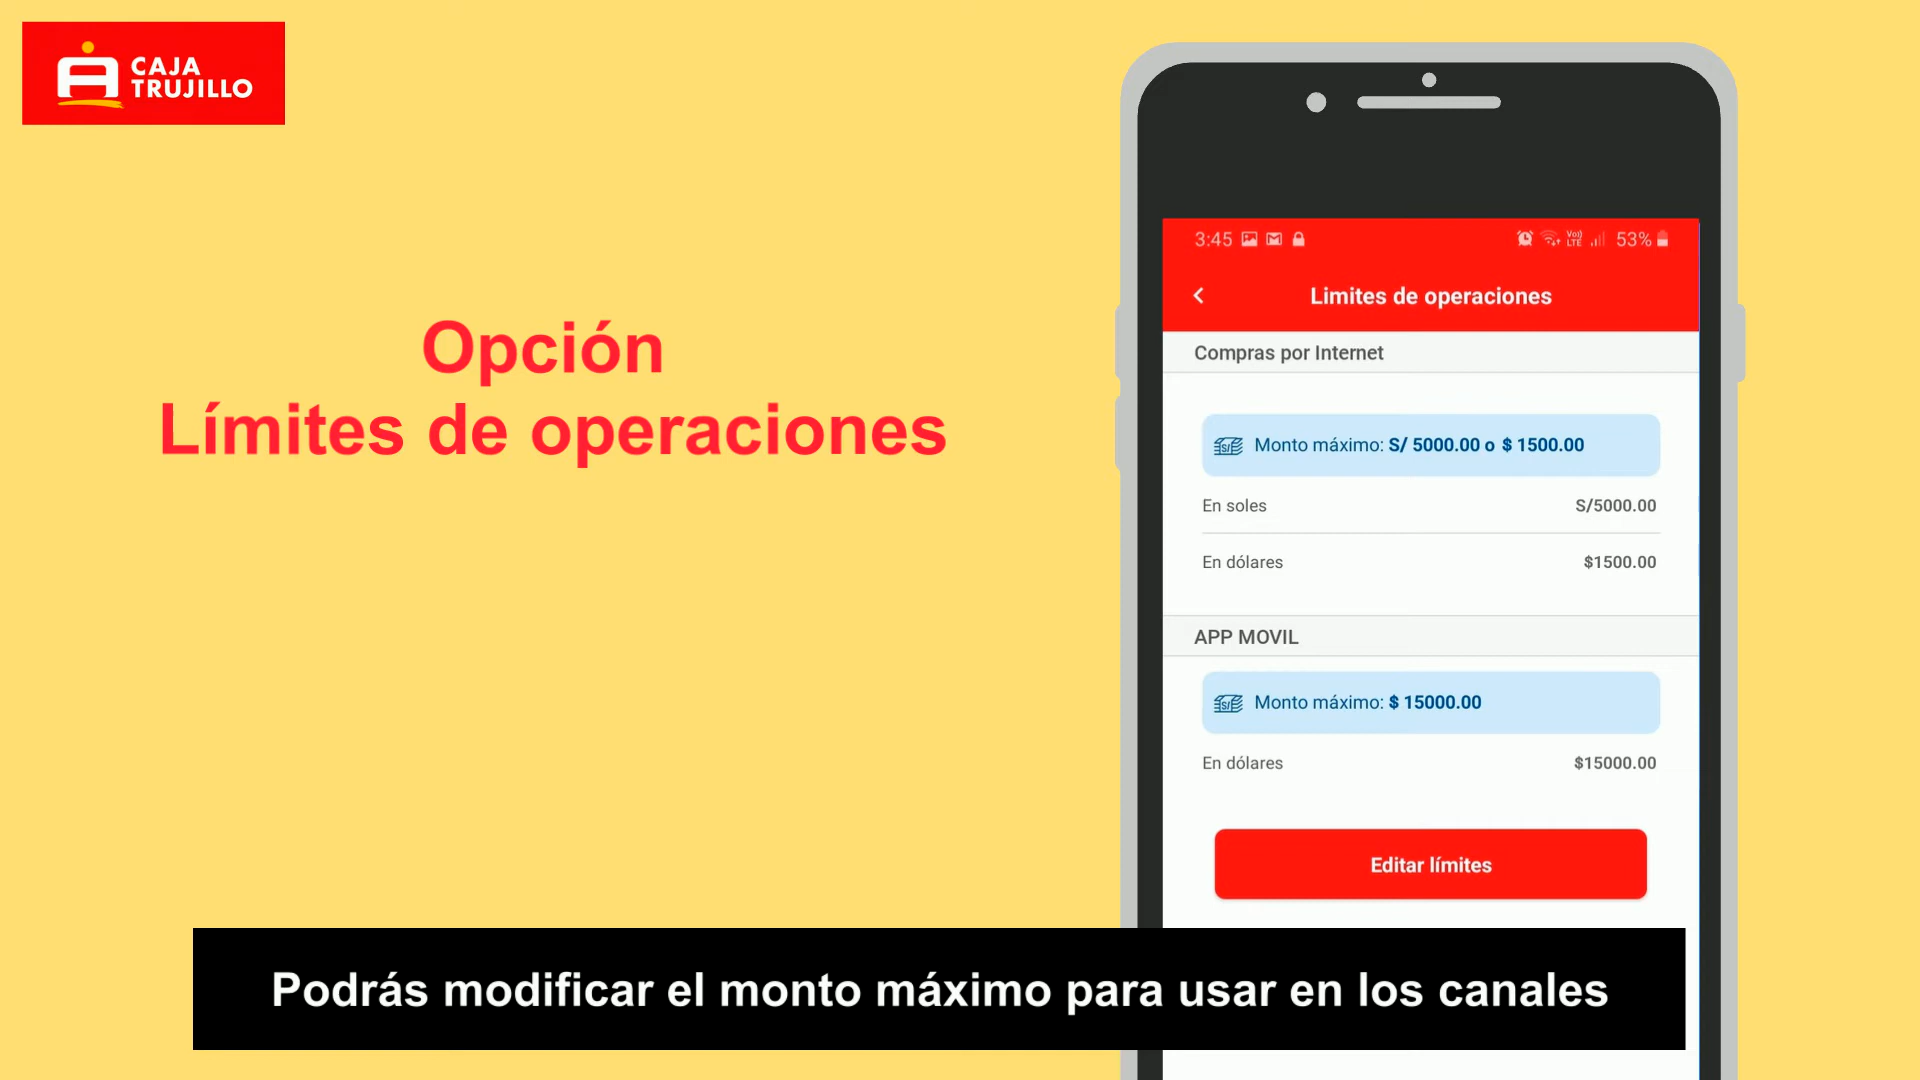 CAJA
TRUJILLO
Opción
Límites de operaciones
3:45
Vo))
LTE
53%
Limites de operaciones
Compras por Internet
Monto máximo: S/ 5000.00 o $ 1500.00
En soles
S/5000.00
En dólares
$1500.00
APP MOVIL
Monto máximo: $ 15000.00
En dólares
$15000.00
Editar límites
Podrás modificar el monto máximo para usar en los canales